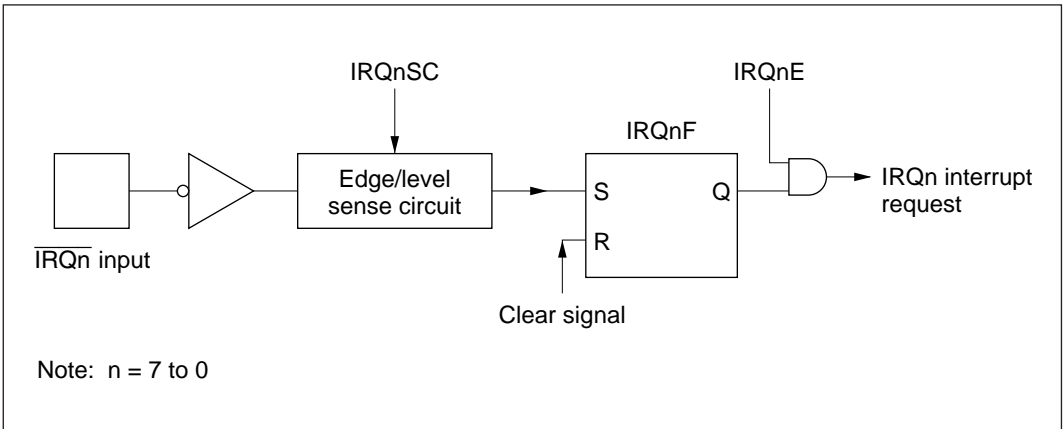 IRQnSC
IRQnE
IRQnF
Edge/level
sense circuit
S
Q
R
IRQn interrupt
request
IRQn input
Clear signal
Note: n = 7 to 0